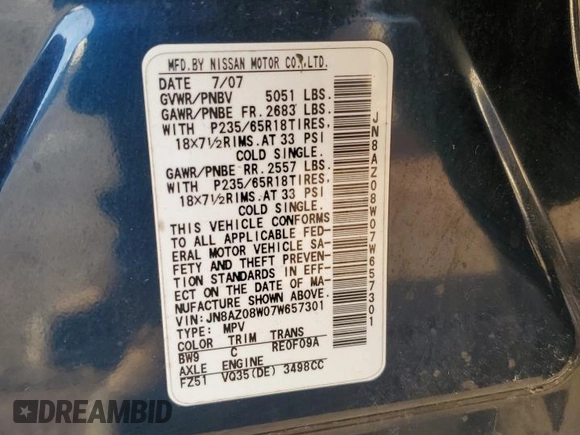 MFD.BY NISSAN MOTOR CO.,LTD.
DATE 7/07
GVWR/PNBV 5051 LBS.
GAWR/PNBE FR.2683 LBS.
WITH P235/65R18TIRES,
18X7½RIMS.AT 33 PSI
COLD SINGLE.
GAWR/PNBE RR.2557 LBS.
WITH P235/65R18TIRES,
18X7½RIMS.AT 33 PSI
COLD SINGLE.
THIS VEHICLE CONFORMS
TO ALL APPLICABLE FED-
ERAL MOTOR VEHICLE SA-
FETY AND THEFT PREVEN-
TION STANDARDS IN EFF-
ECT ON THE DATE OF MA-
NUFACTURE SHOWN ABOVE.
VIN:JN8AZ08W07W657301
TYPE: MPV
COLOR TRIM TRANS
BW9 C RE0F09A
AXLE ENGINE
FZ51 VQ35(DE) 3498CC
JN8AZ08W07W657301
DREAMBID